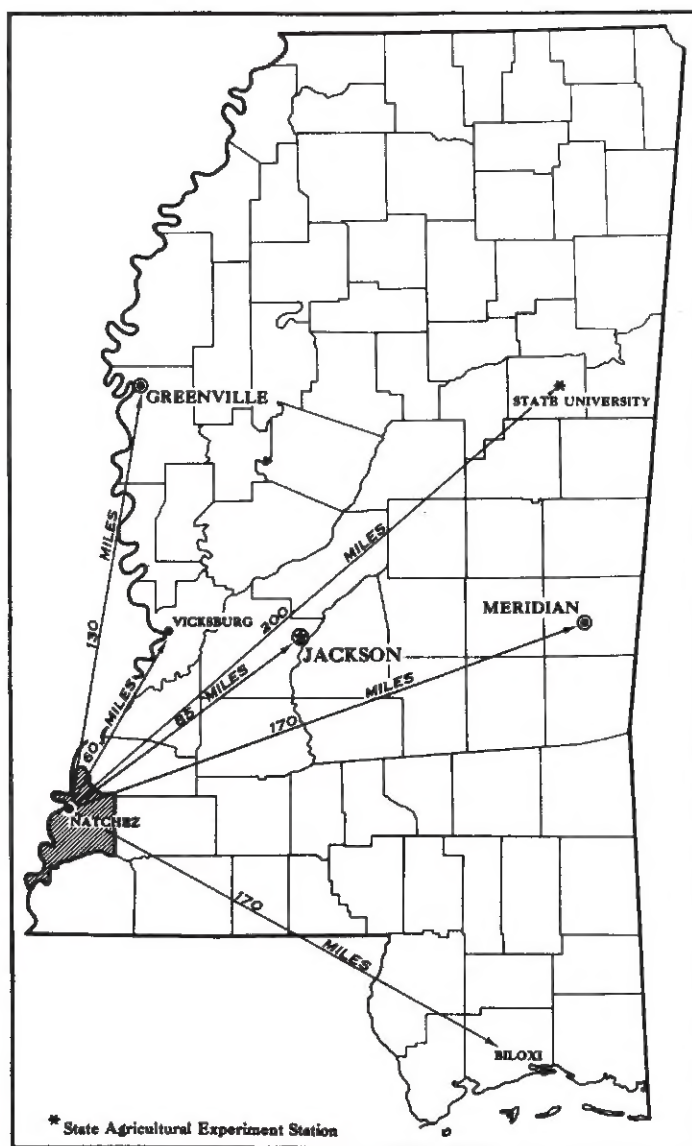 GREENVILLE
STATE UNIVERSITY
MILES
130
MILES
200
VICKSBURG
MERIDIAN
JACKSON
60 MILES
85 MILES
170 MILES
NATCHEZ
170 MILES
BILOXI
* State Agricultural Experiment Station